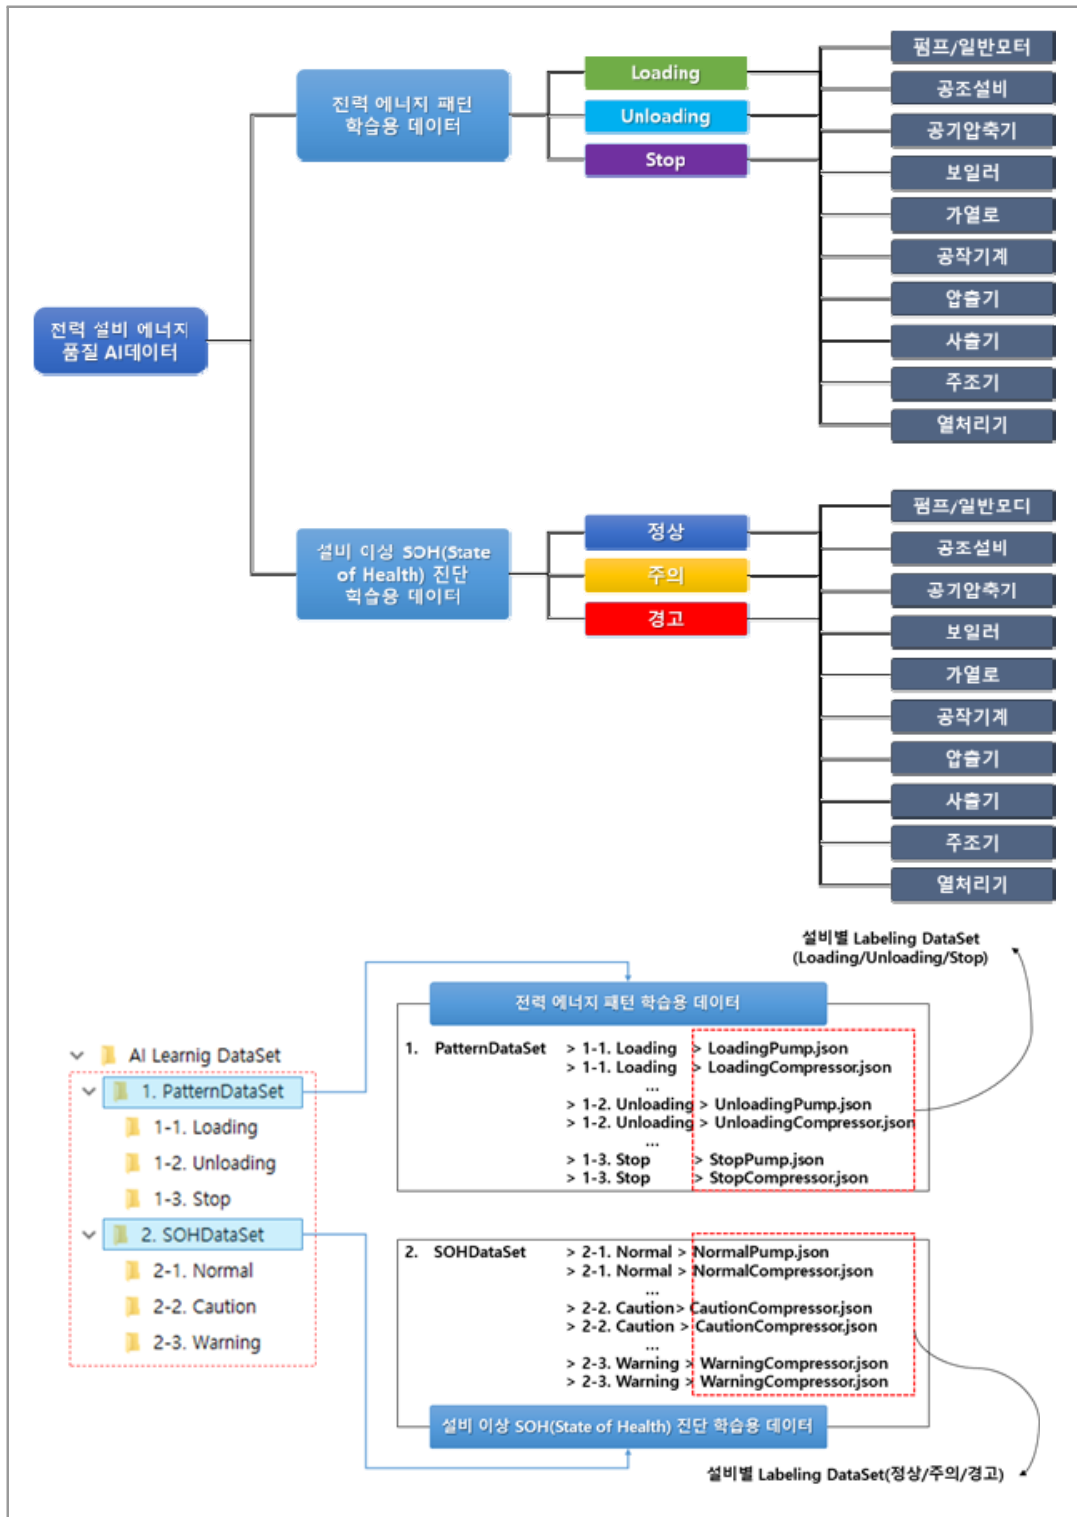 전력 설비 에너지
품질 AI데이터
전력 에너지 패턴
학습용 데이터
Loading
Unloading
Stop
펌프/일반모터
공조설비
공기압축기
보일러
가열로
공작기계
압출기
사출기
주조기
열처리기
설비 이상 SOH(State
of Health) 진단
학습용 데이터
정상
주의
경고
펌프/일반모디
공조설비
공기압축기
보일러
가열로
공작기계
압출기
사출기
주조기
열처리기
설비별 Labeling DataSet
(Loading/Unloading/Stop)
전력 에너지 패턴 학습용 데이터
AI Learnig DataSet
1. PatternDataSet
1-1. Loading
1-2. Unloading
1-3. Stop
2. SOHDataSet
2-1. Normal
2-2. Caution
2-3. Warning
1. PatternDataSet > 1-1. Loading > LoadingPump.json
> 1-1. Loading > LoadingCompressor.json
...
> 1-2. Unloading > UnloadingPump.json
> 1-2. Unloading > UnloadingCompressor.json
...
> 1-3. Stop > StopPump.json
> 1-3. Stop > StopCompressor.json
2. SOHDataSet > 2-1. Normal > NormalPump.json
> 2-1. Normal > NormalCompressor.json
...
> 2-2. Caution> CautionCompressor.json
> 2-2. Caution > CautionCompressor.json
...
> 2-3. Warning > WarningCompressor.json
> 2-3. Warning > WarningCompressor.json
설비 이상 SOH(State of Health) 진단 학습용 데이터
설비별 Labeling DataSet(정상/주의/경고)